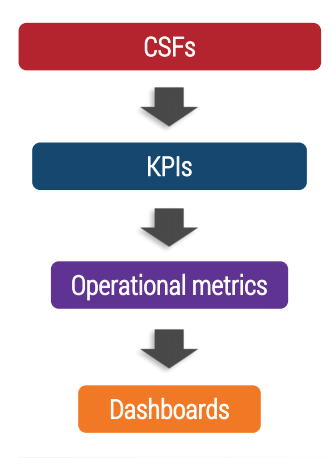 CSFs
KPIs
Operational metrics
Dashboards